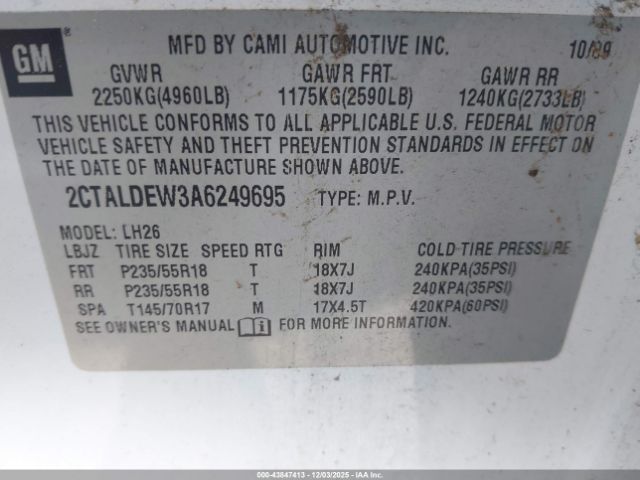 GM
MFD BY CAMI AUTOMOTIVE INC. 10/09
GVWR GAWR FRT GAWR RR
2250KG(4960LB) 1175KG(2590LB) 1240KG(2733LB)
THIS VEHICLE CONFORMS TO ALL APPLICABLE U.S. FEDERAL MOTOR
VEHICLE SAFETY AND THEFT PREVENTION STANDARDS IN EFFECT ON
THE DATE OF MANUFACTURE SHOWN ABOVE.
2CTALDEW3A6249695 TYPE: M.P.V.
MODEL: LH26
LBJZ TIRE SIZE SPEED RTG RIM COLD TIRE PRESSURE
FRT P235/55R18 T 18X7J 240KPA(35PSI)
RR P235/55R18 T 18X7J 240KPA(35PSI)
SPA T145/70R17 M 17X4.5T 420KPA(60PSI)
SEE OWNER'S MANUAL FOR MORE INFORMATION.
000-43847413 - 12/03/2025 - IAA, Inc.